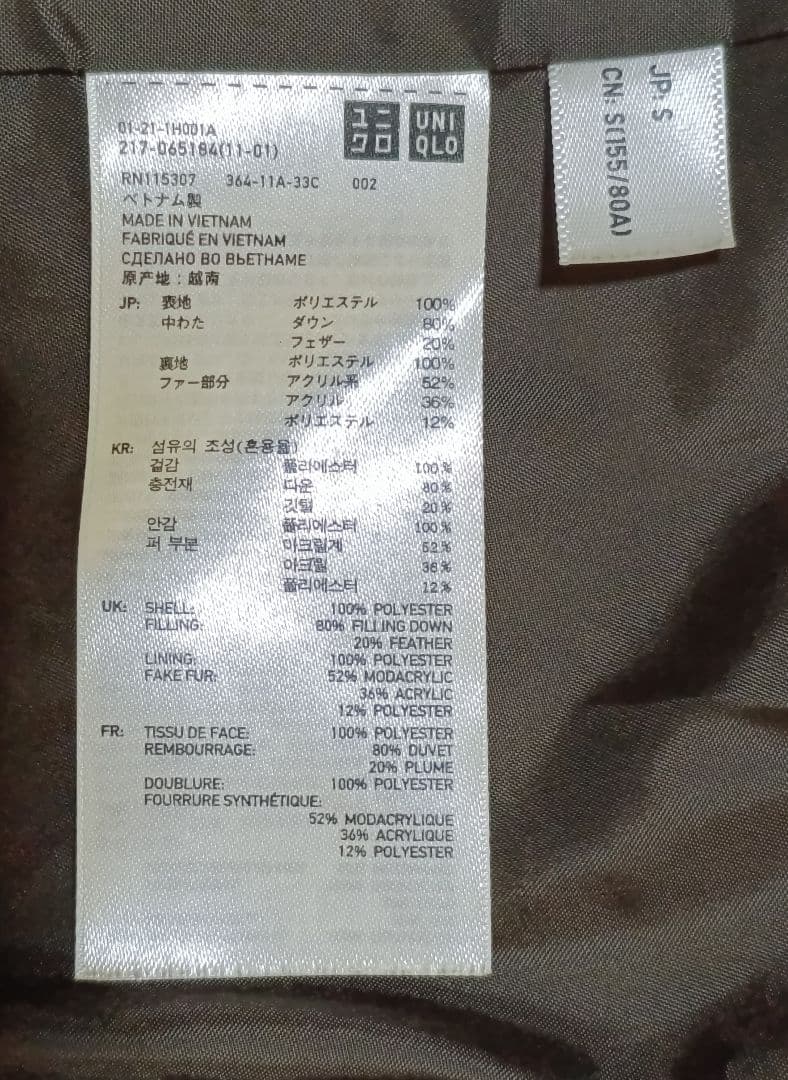 01-21-1H001A
217-065184(11-01)
ユニ
クロ
UNI
QLO
RN115307 364-11A-33C 002
ベトナム製
MADE IN VIETNAM
FABRIQUÉ EN VIETNAM
СДЕЛАНО ВО ВЬЕТНАМЕ
原产地：越南
JP: 表地 ポリエステル 100%
中わた ダウン 80%
フェザー 20%
裏地 ポリエステル 100%
ファー部分 アクリル系 52%
アクリル 36%
ポリエステル 12%
KR: 섬유의 조성(혼용율)
겉감 폴리에스터 100%
충전재 다운 80%
깃털 20%
안감 폴리에스터 100%
퍼 부분 아크릴계 52%
아크릴 36%
폴리에스터 12%
UK: SHELL: 100% POLYESTER
FILLING: 80% FILLING DOWN
20% FEATHER
LINING: 100% POLYESTER
FAKE FUR: 52% MODACRYLIC
36% ACRYLIC
12% POLYESTER
FR: TISSU DE FACE: 100% POLYESTER
REMBOURRAGE: 80% DUVET
20% PLUME
DOUBLURE: 100% POLYESTER
FOURRURE SYNTHÉTIQUE:
52% MODACRYLIQUE
36% ACRYLIQUE
12% POLYESTER
JP: S
CN: S(155/80A)